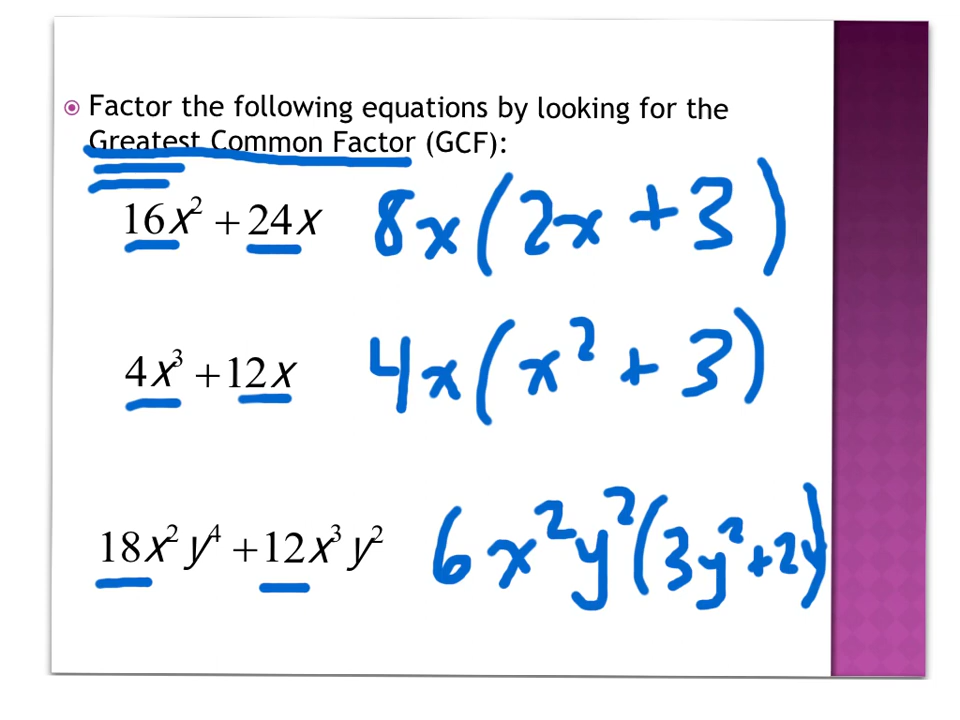 Factor the following equations by looking for the
Greatest Common Factor (GCF):
16x² + 24x 8x(2x + 3)
4x³ + 12x 4x(x² + 3)
18x²y⁴ + 12x³y² 6x²y²(3y² + 2y)